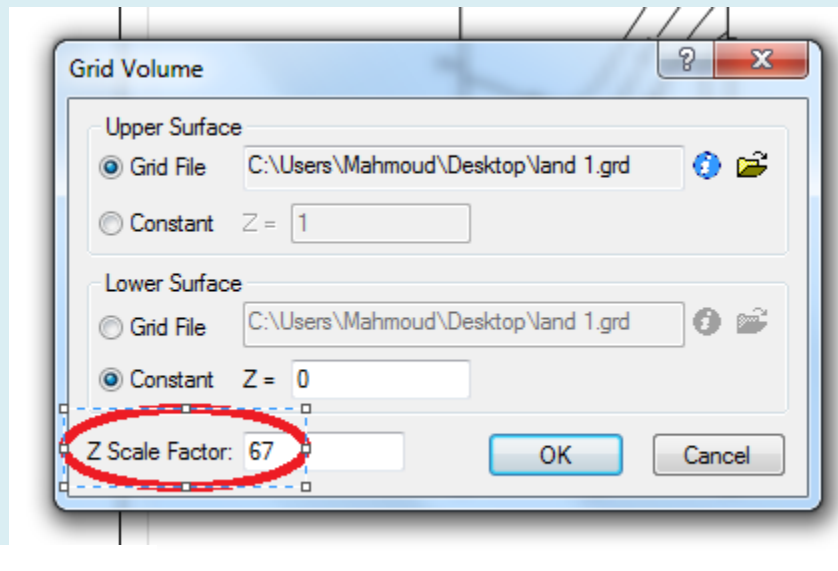 Grid Volume
Upper Surface
Grid File C:\Users\Mahmoud\Desktop\land 1.grd
Constant Z = 1
Lower Surface
Grid File C:\Users\Mahmoud\Desktop\land 1.grd
Constant Z = 0
Z Scale Factor: 67 OK Cancel